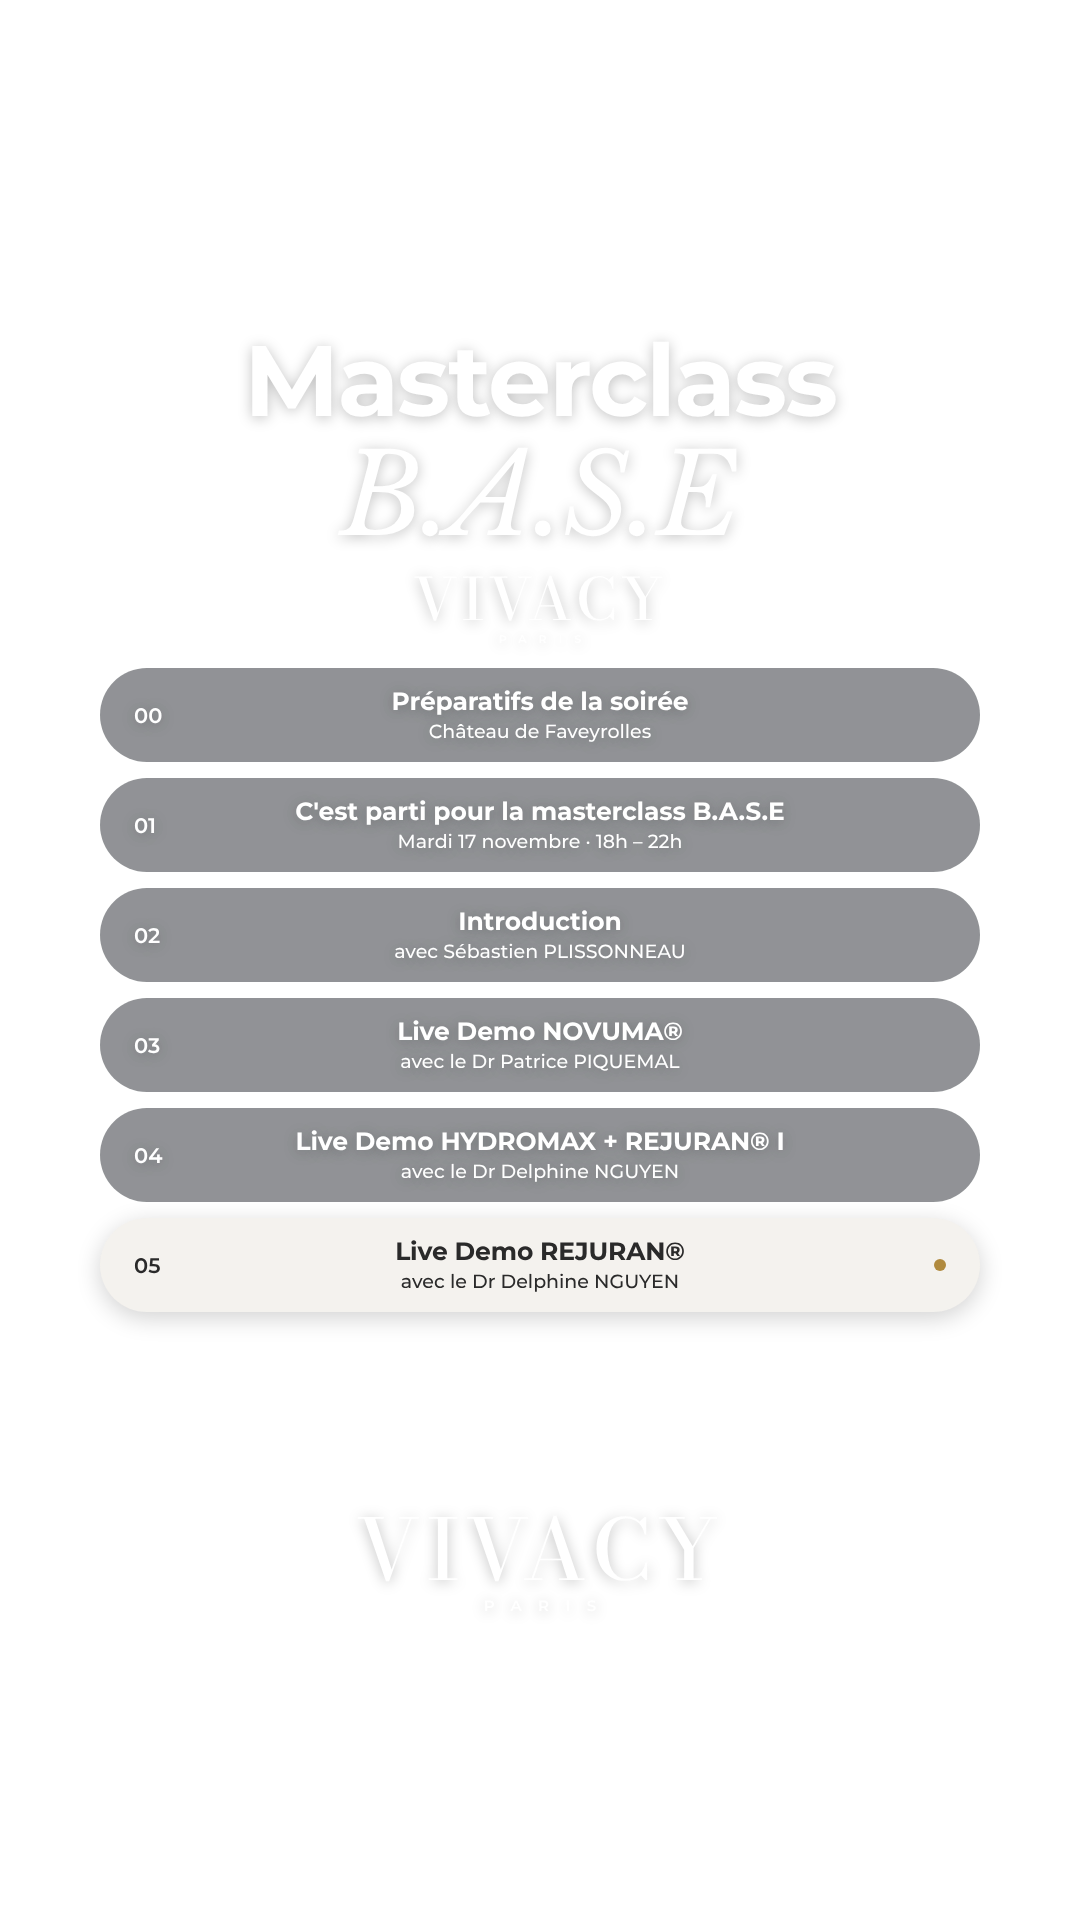 Masterclass
B.A.S.E
VIVACY
00
Préparatifs de la soirée
Château de Faveyrolles
01
C'est parti pour la masterclass B.A.S.E
Mardi 17 novembre · 18h – 22h
02
Introduction
avec Sébastien PLISSONNEAU
03
Live Demo NOVUMA®
avec le Dr Patrice PIQUEMAL
04
Live Demo HYDROMAX + REJURAN® I
avec le Dr Delphine NGUYEN
05
Live Demo REJURAN®
avec le Dr Delphine NGUYEN
VIVACY
PARIS